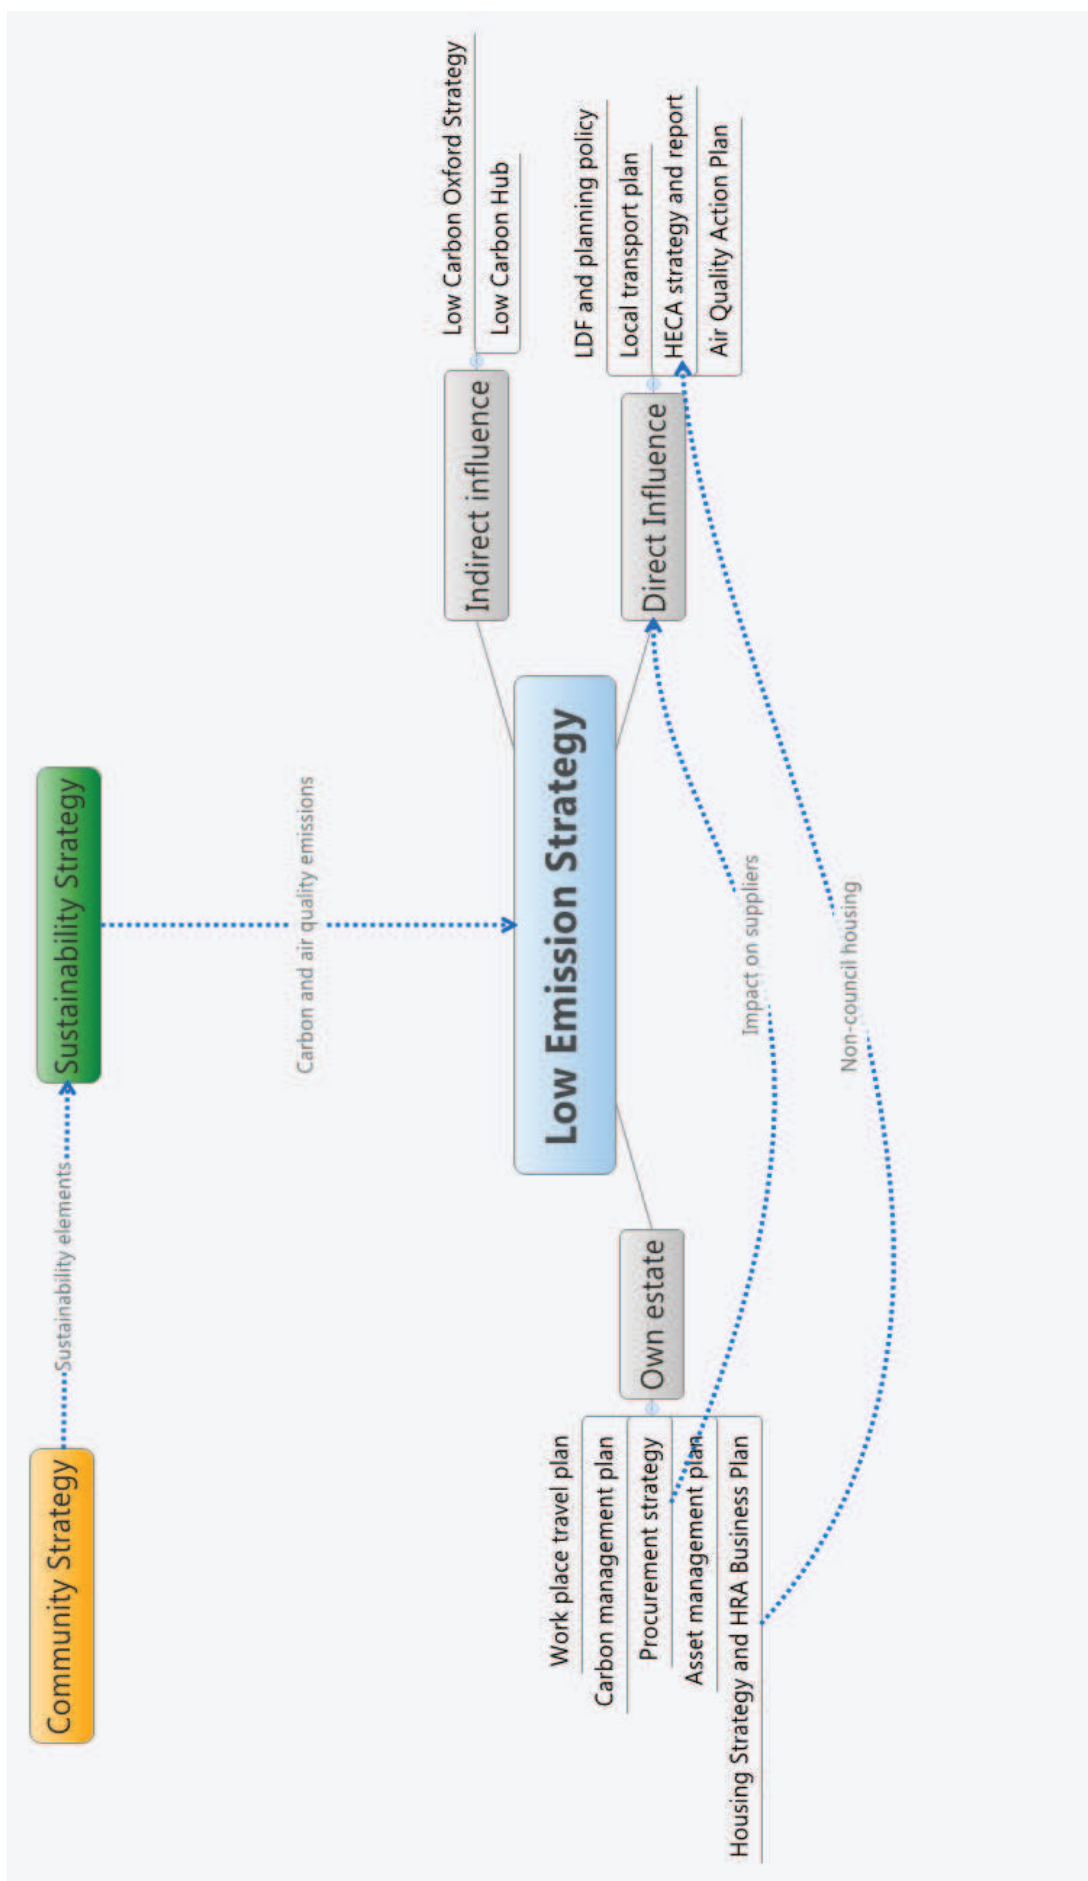 Community Strategy
Sustainability elements
Sustainability Strategy
Carbon and air quality emissions
Low Emission Strategy
Indirect influence
Low Carbon Oxford Strategy
Low Carbon Hub
Direct Influence
LDF and planning policy
Local transport plan
HECA strategy and report
Air Quality Action Plan
Own estate
Work place travel plan
Carbon management plan
Procurement strategy
Asset management plan
Housing Strategy and HRA Business Plan
Impact on suppliers
Non-council housing